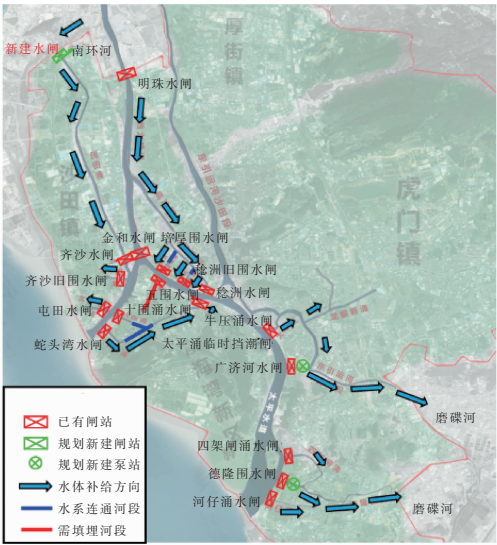 厚街镇
新建水闸
南环河
明珠水闸
沙田镇
虎门镇
金和水闸
培厚围水闸
齐沙水闸
稔洲旧围水闸
齐沙旧围水闸
五围水闸
稔洲水闸
屯田水闸
十围涌水闸
牛压涌水闸
蛇头湾水闸
太平涌临时挡潮闸
广济河水闸
太平水道
磨碟河
已有闸站
规划新建闸站
规划新建泵站
水体补给方向
水系连通河段
需填埋河段
四架闸涌水闸
德隆围水闸
河仔涌水闸
磨碟河